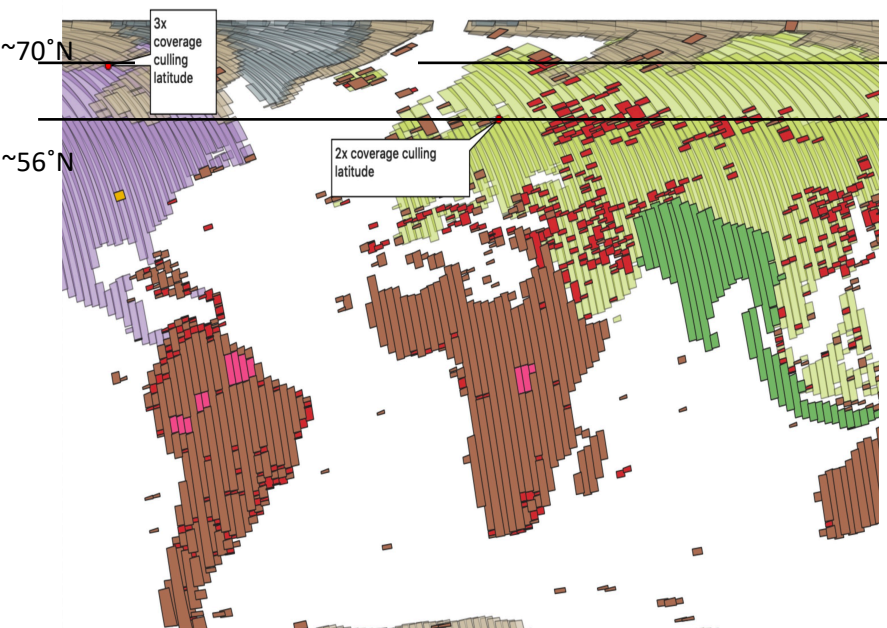 3x
coverage
culling
latitude
~70˚N
~56˚N
2x coverage culling
latitude